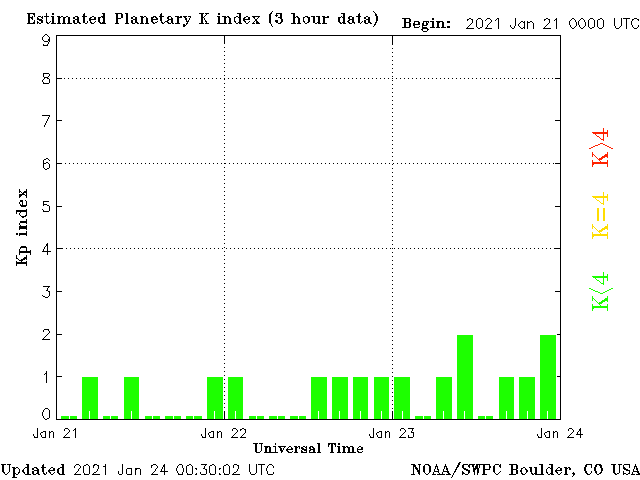 Estimated Planetary K index (3 hour data) Begin: 2021 Jan 21 0000 UTC
9
8
7
6
5
4
3
2
1
0
Kp index
K>4
K=4
K<4
Jan 21 Jan 22 Jan 23 Jan 24
Universal Time
Updated 2021 Jan 24 00:30:02 UTC NOAA/SWPC Boulder, CO USA